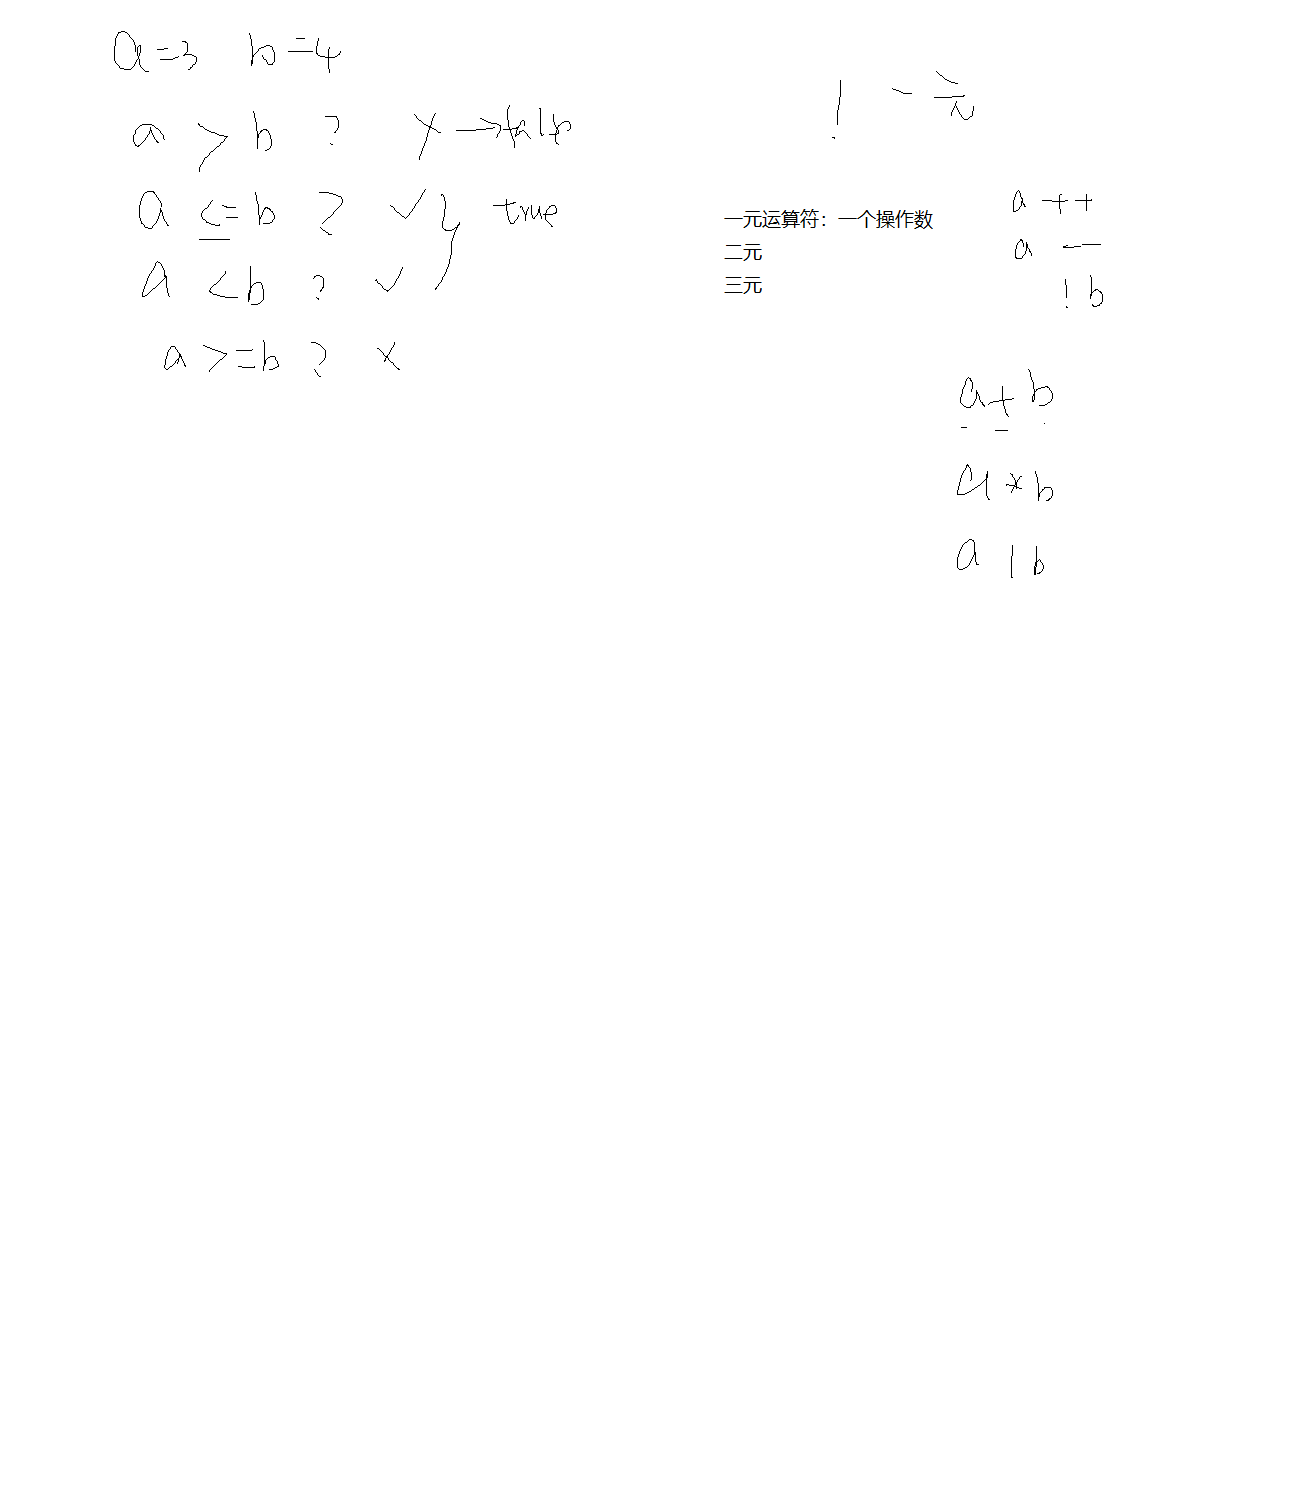 a=3 b=4
a > b ? × →false
a <= b ? ✓ } true
a < b ? ✓
a >= b ? ×
! 一元
一元运算符：一个操作数
二元
三元
a ++
a --
! b
a + b
a * b
a | b